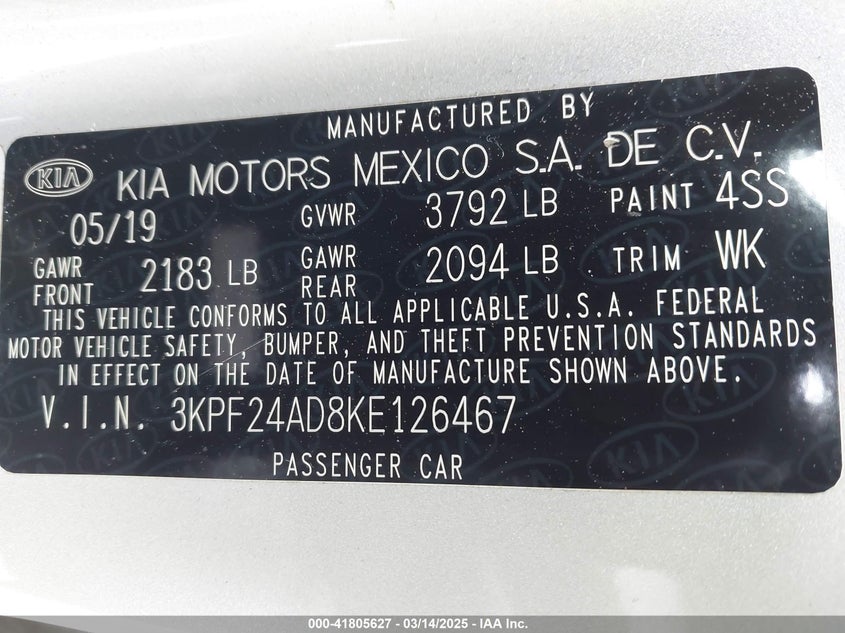 MANUFACTURED BY
KIA KIA MOTORS MEXICO S.A. DE C.V.
05/19 GVWR 3792 LB PAINT 4SS
GAWR FRONT 2183 LB GAWR REAR 2094 LB TRIM WK
THIS VEHICLE CONFORMS TO ALL APPLICABLE U.S.A. FEDERAL
MOTOR VEHICLE SAFETY, BUMPER, AND THEFT PREVENTION STANDARDS
IN EFFECT ON THE DATE OF MANUFACTURE SHOWN ABOVE.
V.I.N. 3KPF24AD8KE126467
PASSENGER CAR
000-41805627 - 03/14/2025 - IAA Inc.